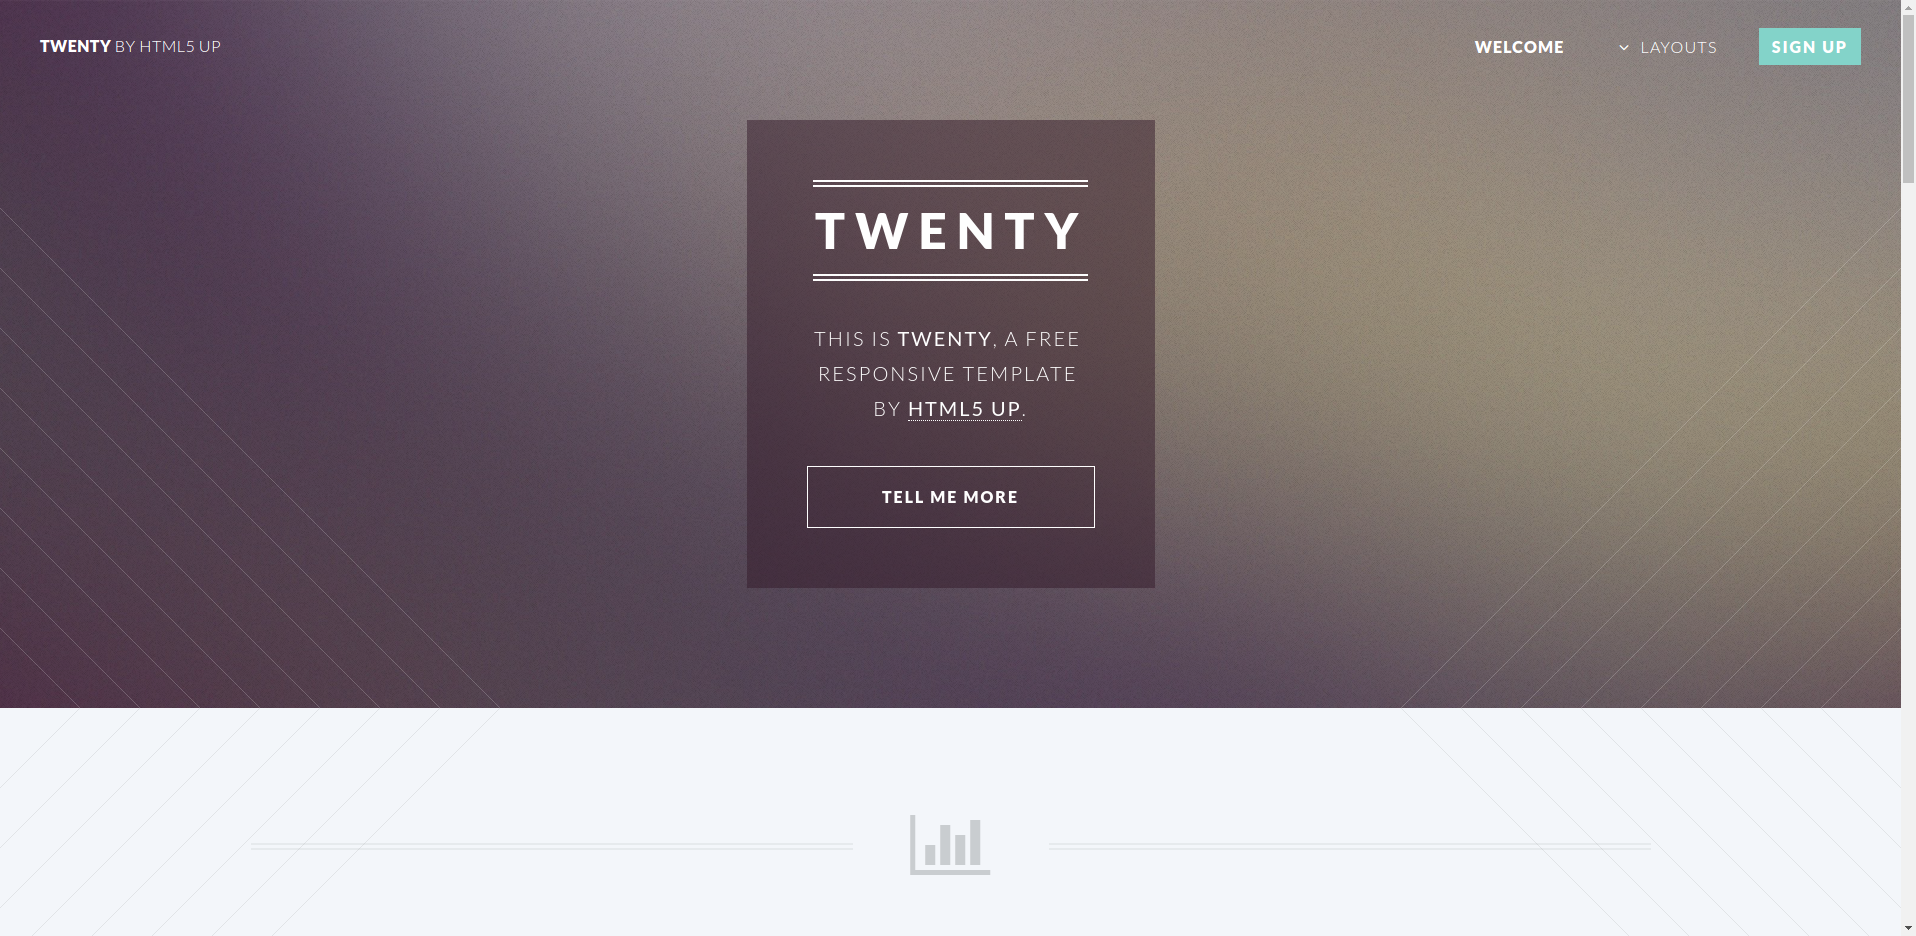 TWENTY BY HTML5 UP
WELCOME
LAYOUTS
SIGN UP
TWENTY
THIS IS TWENTY, A FREE
RESPONSIVE TEMPLATE
BY HTML5 UP.
TELL ME MORE